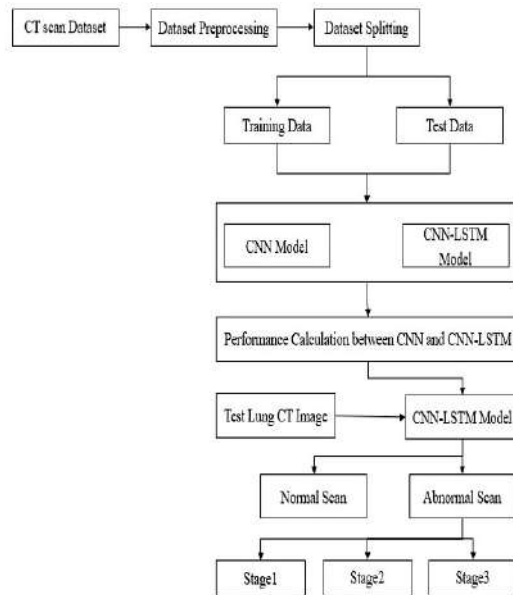 CT scan Dataset
Dataset Preprocessing
Dataset Splitting
Training Data
Test Data
CNN Model
CNN-LSTM
Model
Performance Calculation between CNN and CNN-LSTM
Test Lung CT Image
CNN-LSTM Model
Normal Scan
Abnormal Scan
Stage1
Stage2
Stage3